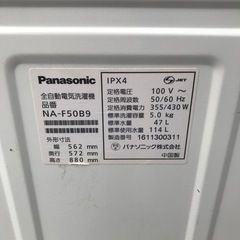 Panasonic
全自動電気洗濯機
品番
NA-F50B9
外形寸法
幅 562 mm
奥行 572 mm
高さ 880 mm
IPX4
JET
定格電圧 100 V ～
定格周波数 50/60 Hz
定格消費電力 355/430 W
標準洗濯容量 5.0 kg
標準水量 47 L
標準使用水量 114 L
製造番号 1611300311
パナソニック株式会社
中国製